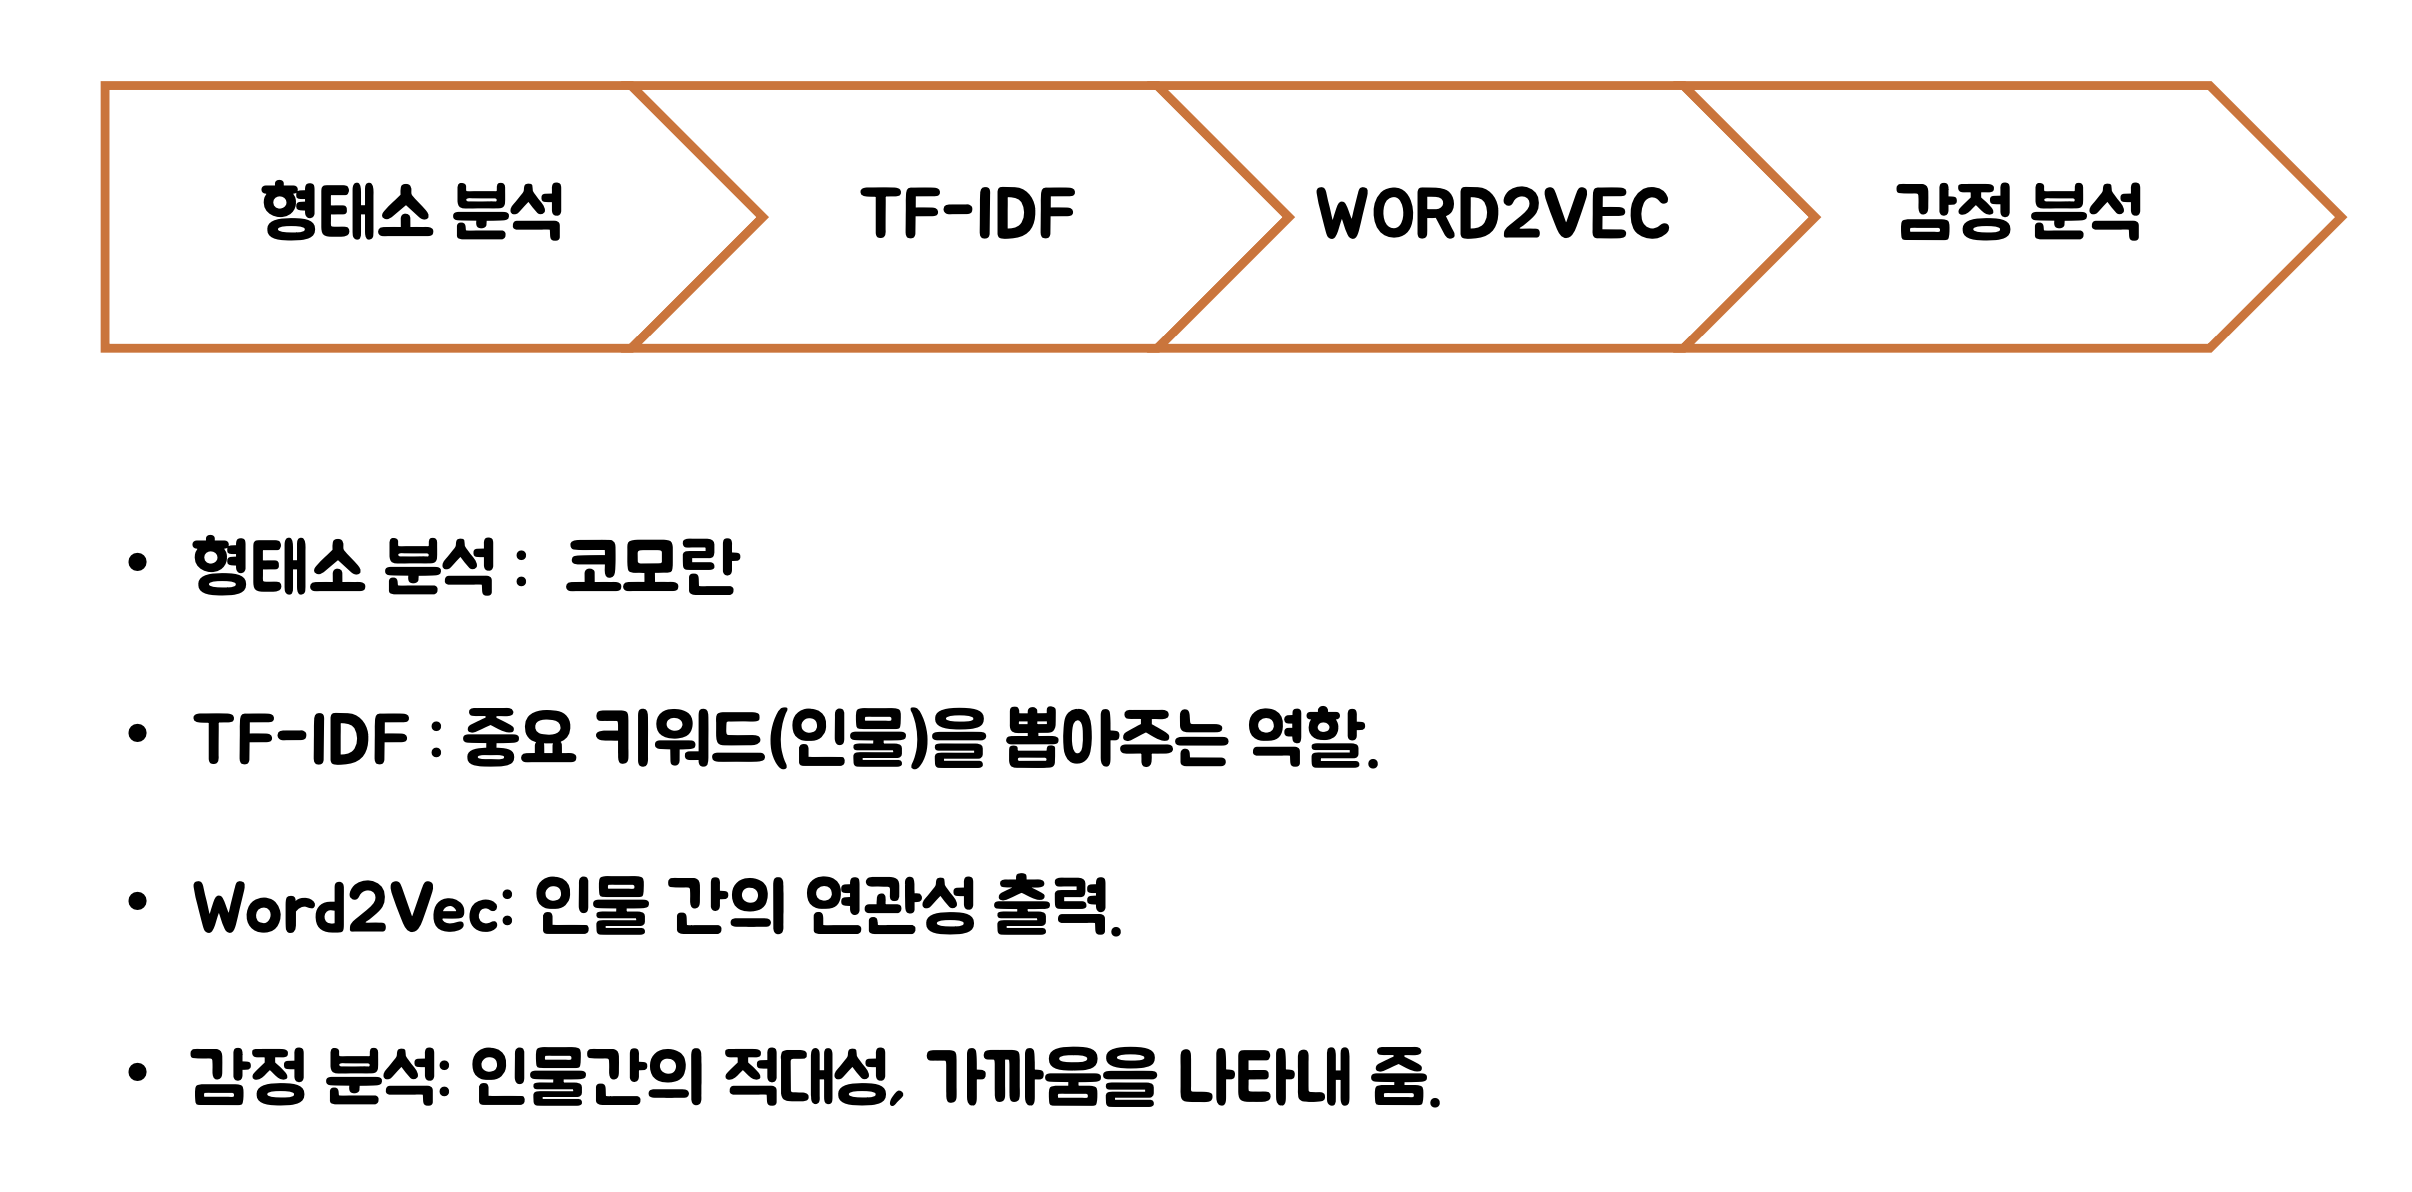 형태소 분석
TF-IDF
WORD2VEC
감정 분석
• 형태소 분석 : 코모란
• TF-IDF : 중요 키워드(인물)을 뽑아주는 역할.
• Word2Vec: 인물 간의 연관성 출력.
• 감정 분석: 인물간의 적대성, 가까움을 나타내 줌.